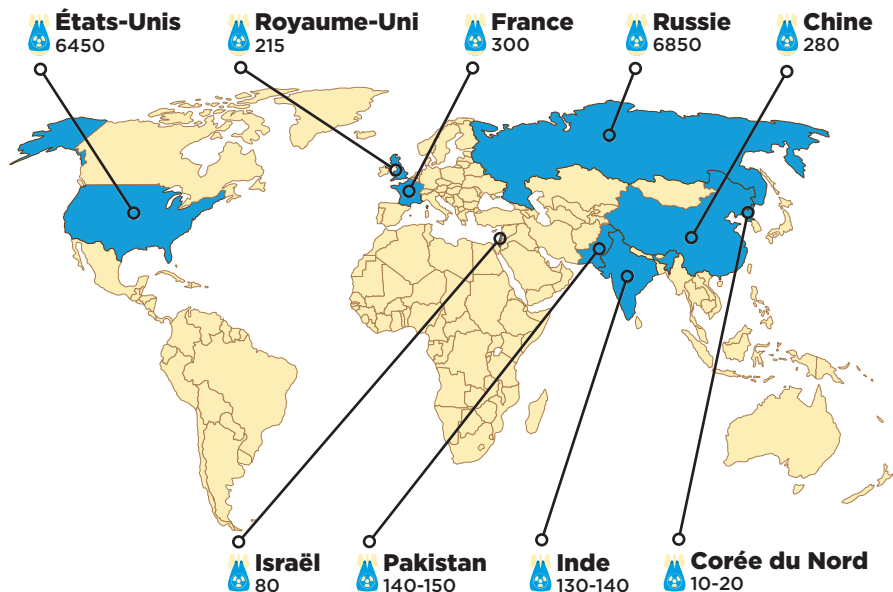 États-Unis
6450
Royaume-Uni
215
France
300
Russie
6850
Chine
280
Israël
80
Pakistan
140-150
Inde
130-140
Corée du Nord
10-20